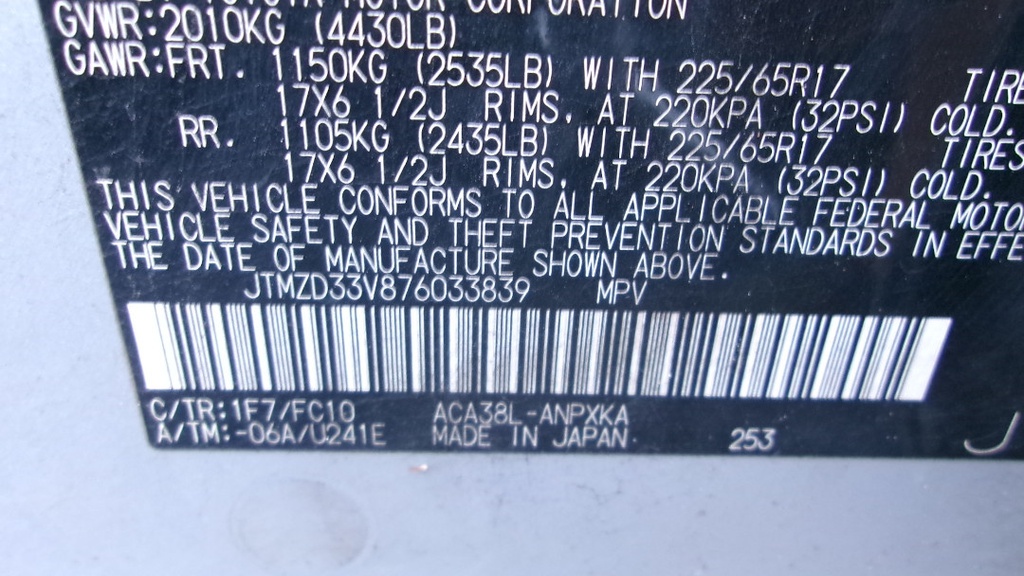 MOTOR CORPORATION
GVWR:2010KG (4430LB)
GAWR:FRT. 1150KG (2535LB) WITH 225/65R17 TIRE
17X6 1/2J RIMS, AT 220KPA (32PSI) COLD.
RR. 1105KG (2435LB) WITH 225/65R17 TIRES
17X6 1/2J RIMS, AT 220KPA (32PSI) COLD.
THIS VEHICLE CONFORMS TO ALL APPLICABLE FEDERAL MOTO
VEHICLE SAFETY AND THEFT PREVENTION STANDARDS IN EFFE
THE DATE OF MANUFACTURE SHOWN ABOVE.
JTMZD33V876033839 MPV
C/TR:1F7/FC10 ACA38L-ANPXKA
A/TM:-06A/U241E MADE IN JAPAN 253 J